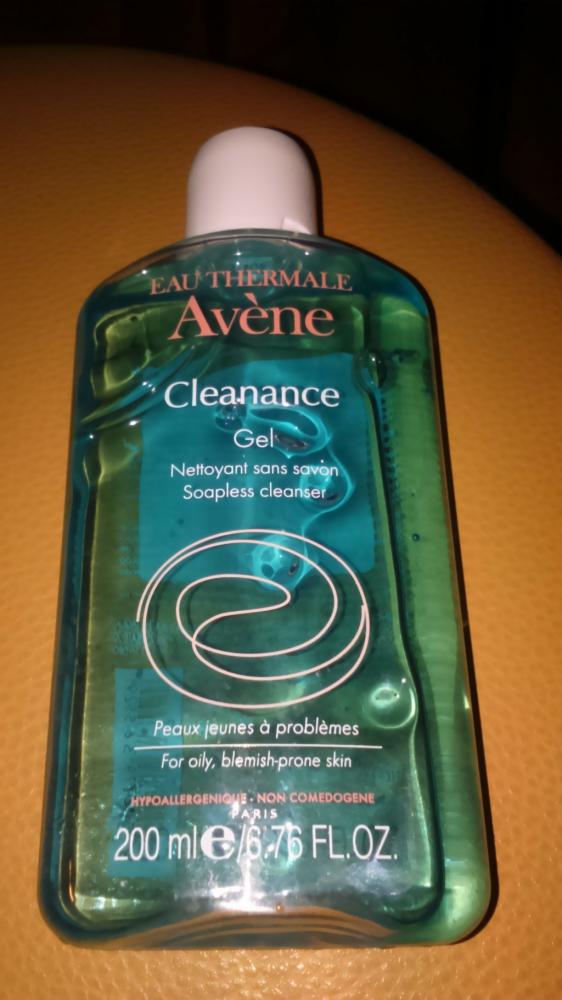 EAU THERMALE
Avène
Cleanance
Gel
Nettoyant sans savon
Soapless cleanser
Peaux jeunes à problèmes
For oily, blemish-prone skin
HYPOALLERGENIQUE • NON COMEDOGENE
PARIS
200 ml e/6.76 FL.OZ.